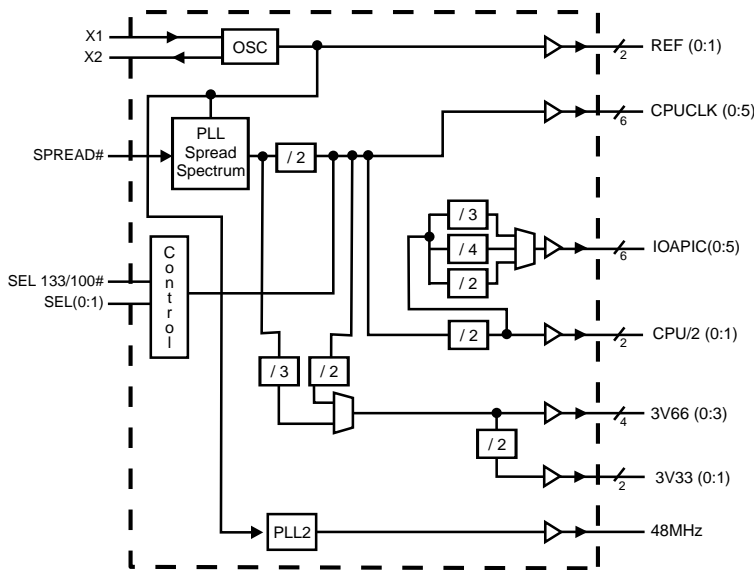 X1
X2
OSC
2
REF (0:1)
PLL
Spread
Spectrum
SPREAD#
/ 2
6
CPUCLK (0:5)
/ 3
/ 4
/ 2
6
IOAPIC(0:5)
SEL 133/100#
SEL(0:1)
Control
/ 2
2
CPU/2 (0:1)
/ 3
/ 2
4
3V66 (0:3)
/ 2
2
3V33 (0:1)
PLL2
48MHz